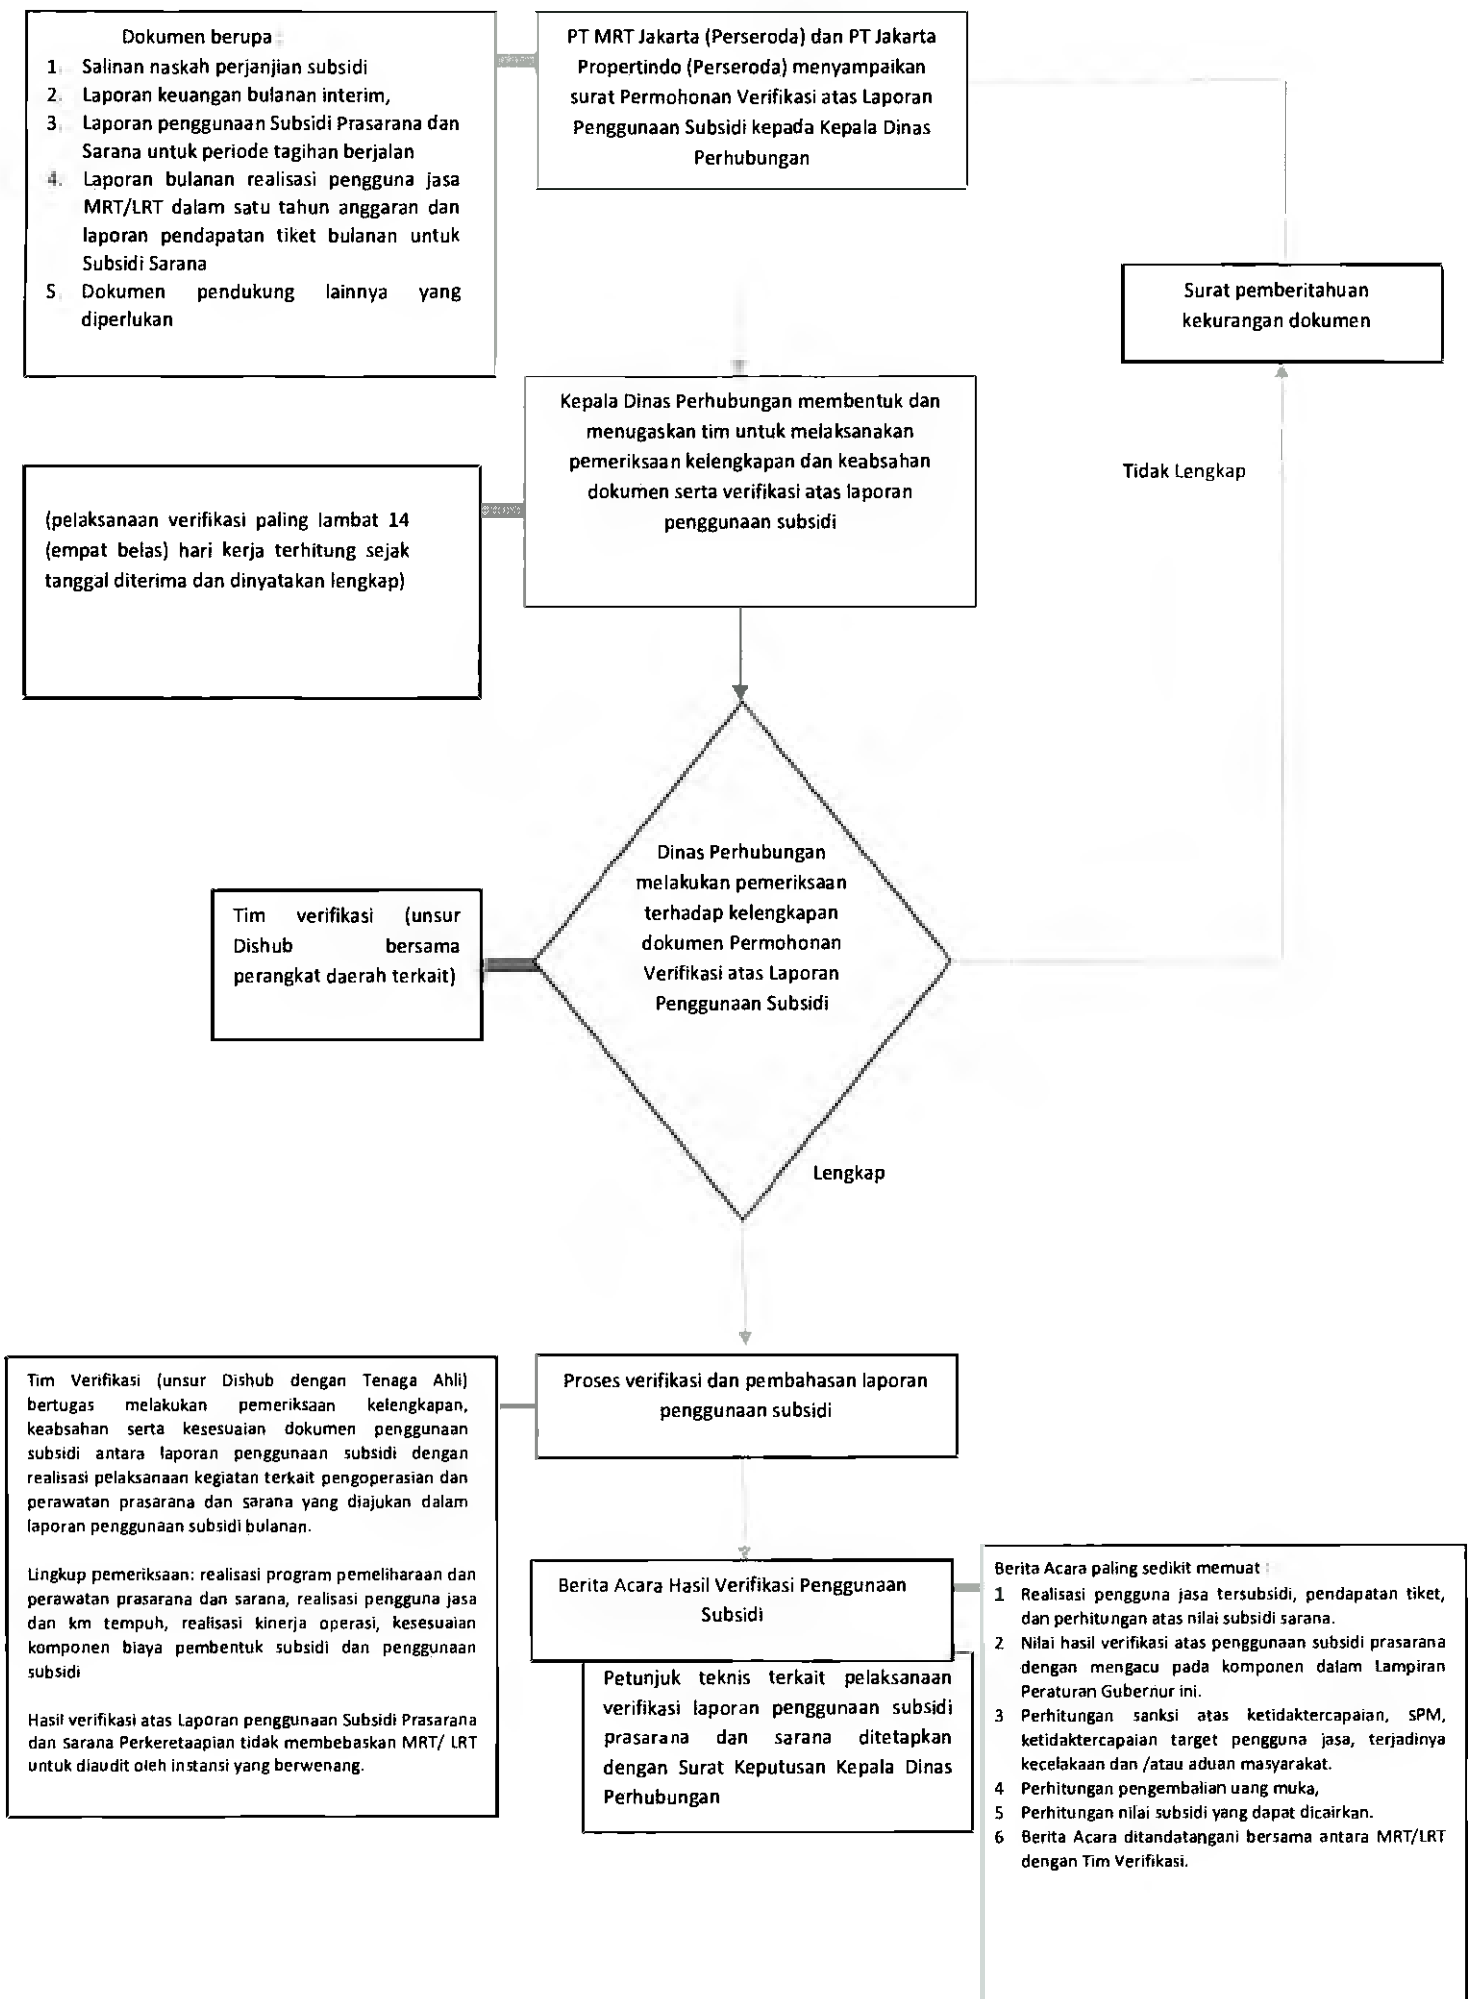 Dokumen berupa :
1. Salinan naskah perjanjian subsidi
2. Laporan keuangan bulanan interim,
3. Laporan penggunaan Subsidi Prasarana dan
Sarana untuk periode tagihan berjalan
4. Laporan bulanan realisasi pengguna jasa
MRT/LRT dalam satu tahun anggaran dan
laporan pendapatan tiket bulanan untuk
Subsidi Sarana
5. Dokumen pendukung lainnya yang
diperlukan
PT MRT Jakarta (Perseroda) dan PT Jakarta
Propertindo (Perseroda) menyampaikan
surat Permohonan Verifikasi atas Laporan
Penggunaan Subsidi kepada Kepala Dinas
Perhubungan
Surat pemberitahuan
kekurangan dokumen
Kepala Dinas Perhubungan membentuk dan
menugaskan tim untuk melaksanakan
pemeriksaan kelengkapan dan keabsahan
dokumen serta verifikasi atas laporan
penggunaan subsidi
Tidak Lengkap
(pelaksanaan verifikasi paling lambat 14
(empat belas) hari kerja terhitung sejak
tanggal diterima dan dinyatakan lengkap)
Dinas Perhubungan
melakukan pemeriksaan
terhadap kelengkapan
dokumen Permohonan
Verifikasi atas Laporan
Penggunaan Subsidi
Tim verifikasi (unsur
Dishub bersama
perangkat daerah terkait)
Lengkap
Proses verifikasi dan pembahasan laporan
penggunaan subsidi
Tim Verifikasi (unsur Dishub dengan Tenaga Ahli)
bertugas melakukan pemeriksaan kelengkapan,
keabsahan serta kesesuaian dokumen penggunaan
subsidi antara laporan penggunaan subsidi dengan
realisasi pelaksanaan kegiatan terkait pengoperasian dan
perawatan prasarana dan sarana yang diajukan dalam
laporan penggunaan subsidi bulanan.
Lingkup pemeriksaan: realisasi program pemeliharaan dan
perawatan prasarana dan sarana, realisasi pengguna jasa
dan km tempuh, realisasi kinerja operasi, kesesuaian
komponen biaya pembentuk subsidi dan penggunaan
subsidi
Hasil verifikasi atas Laporan penggunaan Subsidi Prasarana
dan Sarana Perkeretaapian tidak membebaskan MRT/ LRT
untuk diaudit oleh instansi yang berwenang.
Berita Acara Hasil Verifikasi Penggunaan
Subsidi
Petunjuk teknis terkait pelaksanaan
verifikasi laporan penggunaan subsidi
prasarana dan sarana ditetapkan
dengan Surat Keputusan Kepala Dinas
Perhubungan
Berita Acara paling sedikit memuat :
1 Realisasi pengguna jasa tersubsidi, pendapatan tiket,
dan perhitungan atas nilai subsidi sarana.
2 Nilai hasil verifikasi atas penggunaan subsidi prasarana
dengan mengacu pada komponen dalam Lampiran
Peraturan Gubernur ini.
3 Perhitungan sanksi atas ketidaktercapaian, SPM,
ketidaktercapaian target pengguna jasa, terjadinya
kecelakaan dan /atau aduan masyarakat.
4 Perhitungan pengembalian uang muka,
5 Perhitungan nilai subsidi yang dapat dicairkan.
6 Berita Acara ditandatangani bersama antara MRT/LRT
dengan Tim Verifikasi.